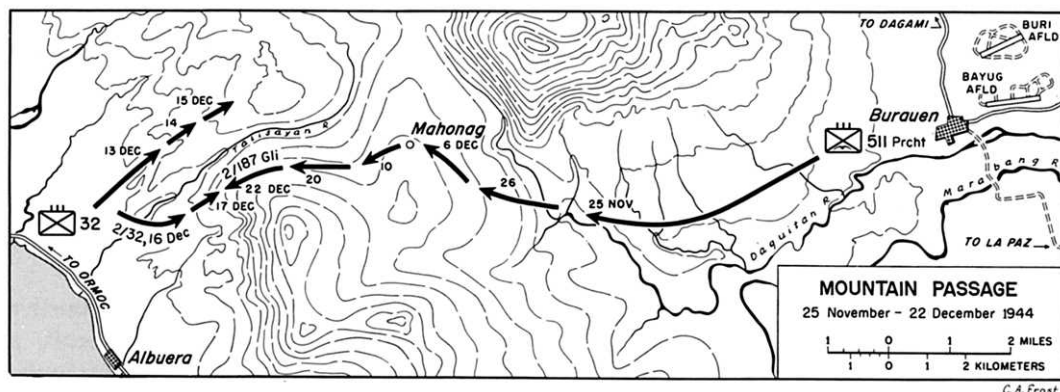 TO DAGAMI
BURI
AFLD
BAYUG
AFLD
Burauen
511 Prcht
Marabang R
TO LA PAZ
Daguitan R.
25 NOV
26
Mahonag
6 DEC
10
20
2/187 Gli
22 DEC
17 DEC
15 DEC
14
13 DEC
32
2/32, 16 Dec
TO ORMOC
Albuera
MOUNTAIN PASSAGE
25 November - 22 December 1944
1 0 1 2 MILES
1 0 1 2 KILOMETERS
C. A. Frost